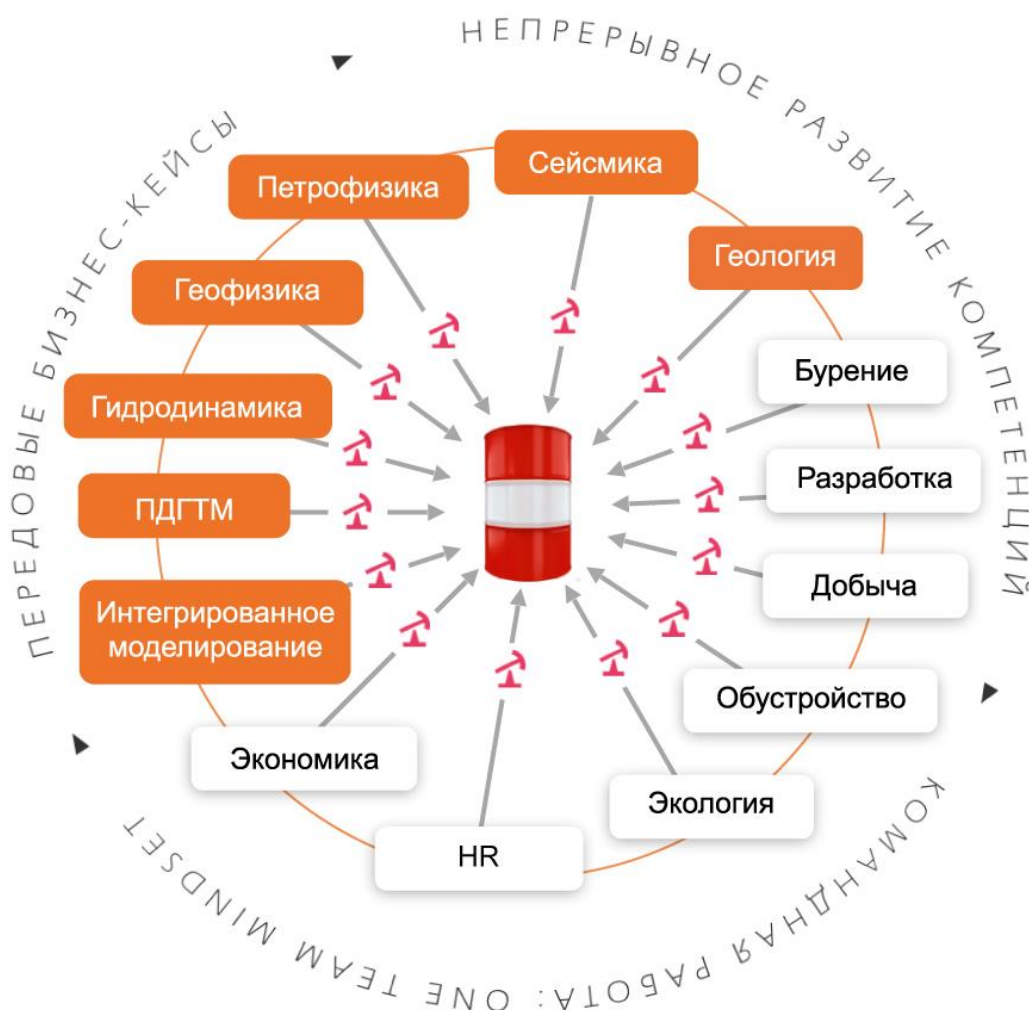 НЕПРЕРЫВНОЕ РАЗВИТИЕ КОМПЕТЕНЦИЙ
КОМАНДНАЯ РАБОТА: ONE TEAM MINDSET
ПЕРЕДОВЫЕ БИЗНЕС-КЕЙСЫ
Сейсмика
Геология
Бурение
Разработка
Добыча
Обустройство
Экология
HR
Экономика
Интегрированное
моделирование
ПДГТМ
Гидродинамика
Геофизика
Петрофизика